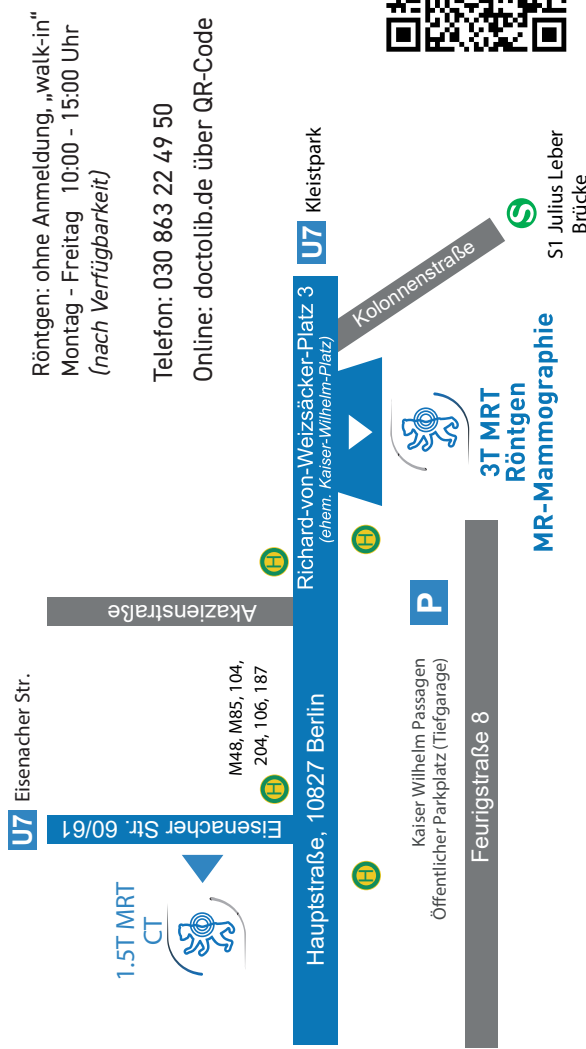 Röntgen: ohne Anmeldung, „walk-in“
Montag - Freitag 10:00 - 15:00 Uhr
(nach Verfügbarkeit)
Telefon: 030 863 22 49 50
Online: doctolib.de über QR-Code
U7 Eisenacher Str.
1.5T MRT
CT
Eisenacher Str. 60/61
M48, M85, 104,
204, 106, 187
H
Akazienstraße
H
Hauptstraße, 10827 Berlin
Richard-von-Weizsäcker-Platz 3
(ehem. Kaiser-Wilhelm-Platz)
U7 Kleistpark
H
H
Kolonnenstraße
S
S1 Julius Leber
Brücke
Kaiser Wilhelm Passagen
Öffentlicher Parkplatz (Tiefgarage)
P
Feurigstraße 8
3T MRT
Röntgen
MR-Mammographie